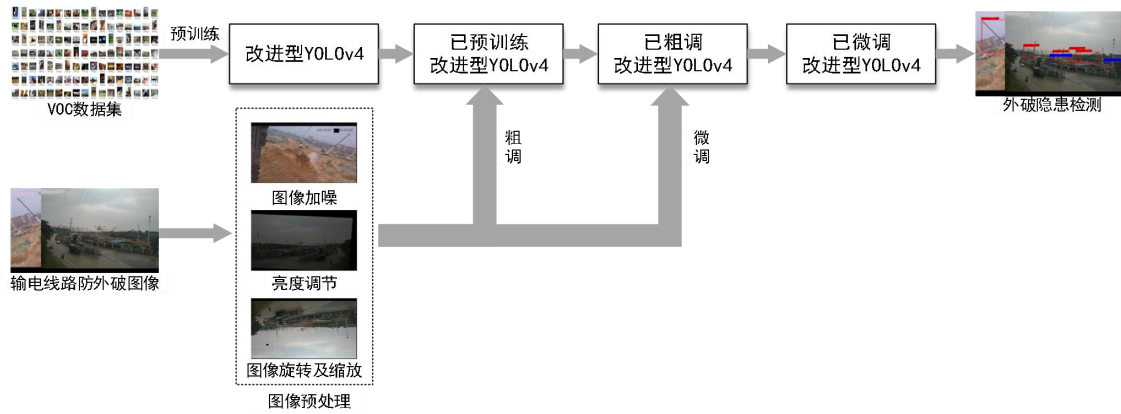 预训练
改进型YOLOv4
已预训练
改进型YOLOv4
已粗调
改进型YOLOv4
已微调
改进型YOLOv4
VOC数据集
外破隐患检测
粗
调
微
调
图像加噪
亮度调节
输电线路防外破图像
图像旋转及缩放
图像预处理